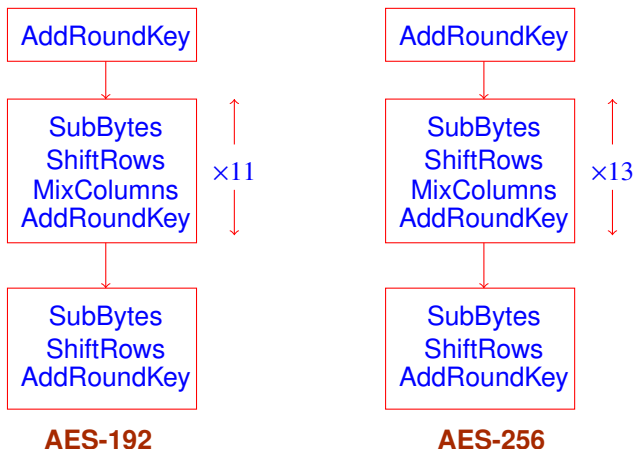 AddRoundKey
SubBytes
ShiftRows
MixColumns
AddRoundKey
×11
SubBytes
ShiftRows
AddRoundKey
AES-192
AddRoundKey
SubBytes
ShiftRows
MixColumns
AddRoundKey
×13
SubBytes
ShiftRows
AddRoundKey
AES-256